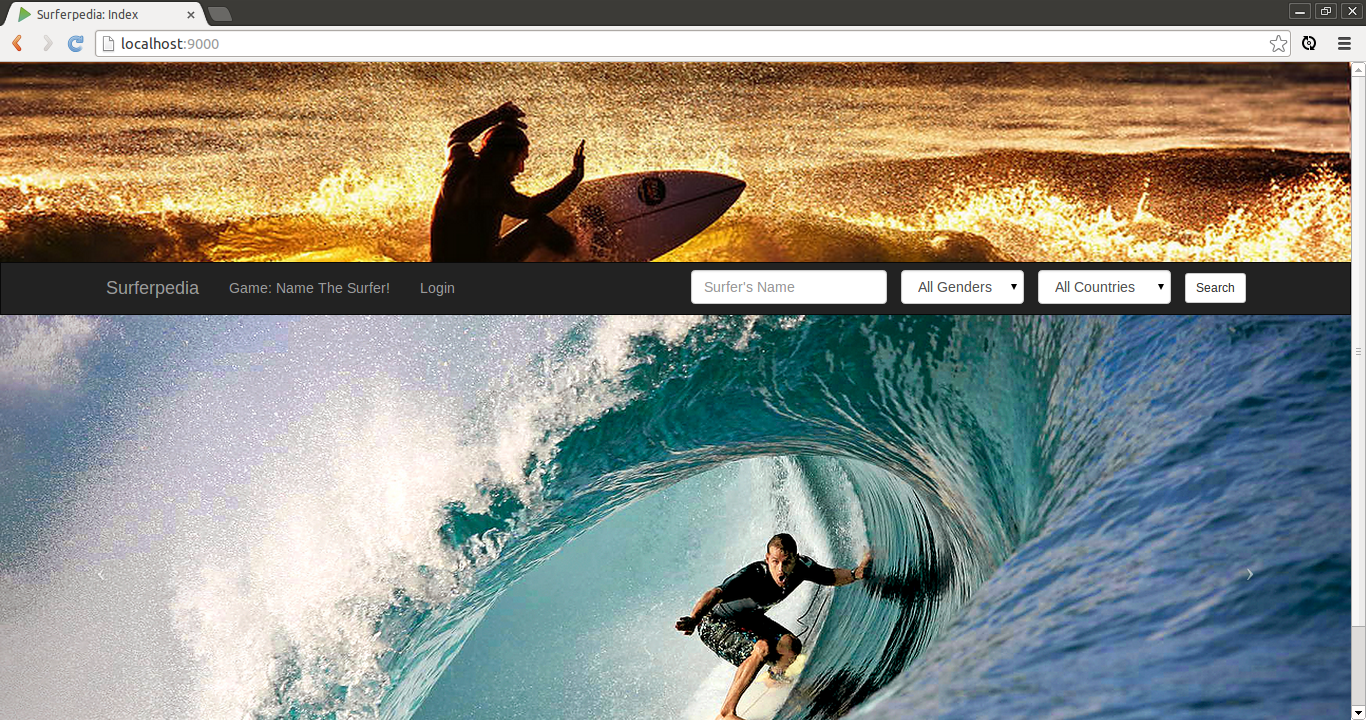 Surferpedia: Index
localhost:9000
Surferpedia Game: Name The Surfer! Login Surfer's Name All Genders All Countries Search